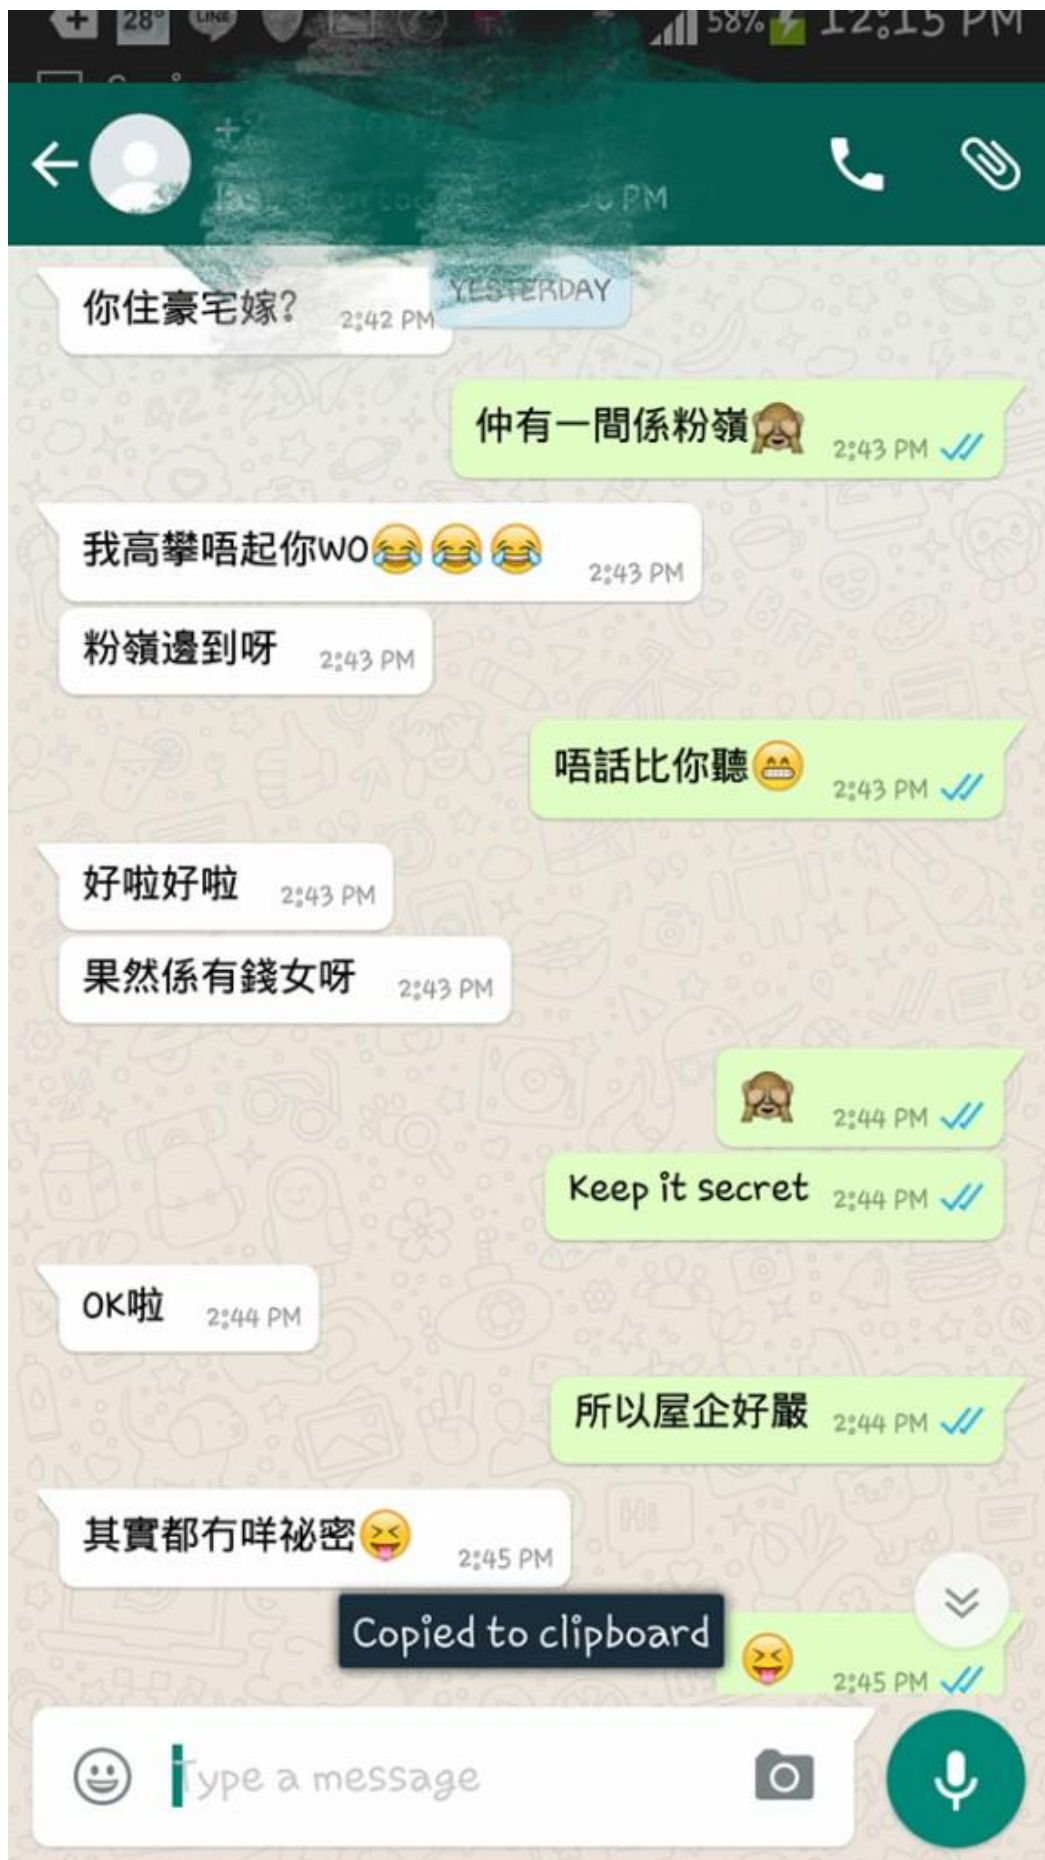 28°
LINE
58%
12:15 PM
PM
YESTERDAY
你住豪宅嫁?
2:42 PM
仲有一間係粉嶺🙈
2:43 PM
我高攀唔起你WO😂😂😂
2:43 PM
粉嶺邊到呀
2:43 PM
唔話比你聽😁
2:43 PM
好啦好啦
2:43 PM
果然係有錢女呀
2:43 PM
🙈
2:44 PM
Keep it secret
2:44 PM
OK啦
2:44 PM
所以屋企好嚴
2:44 PM
其實都冇咩祕密😝
2:45 PM
Copied to clipboard
😝
2:45 PM
Type a message